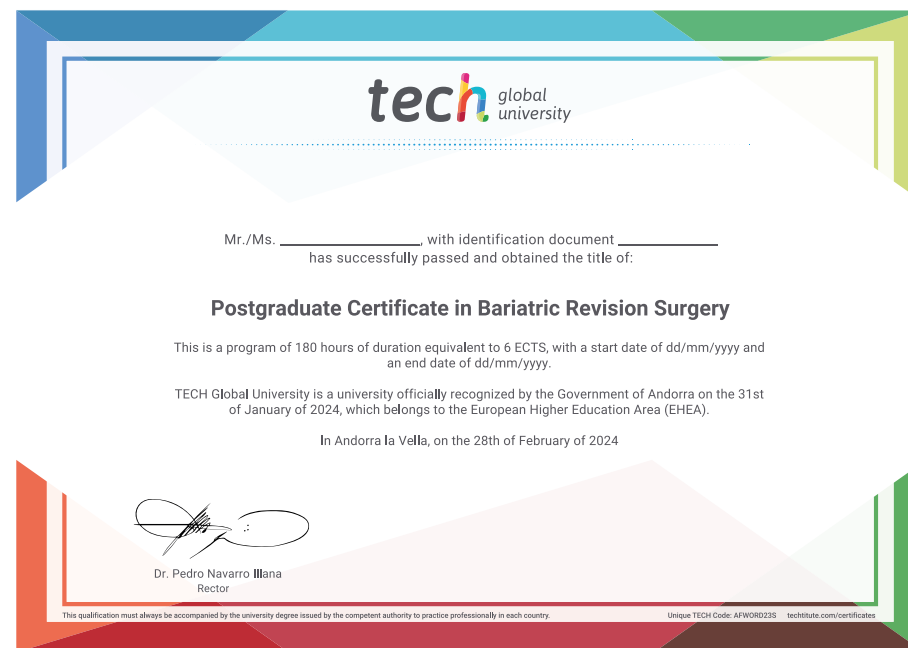 tech global
university
Mr./Ms. ____________, with identification document ____________
has successfully passed and obtained the title of:
Postgraduate Certificate in Bariatric Revision Surgery
This is a program of 180 hours of duration equivalent to 6 ECTS, with a start date of dd/mm/yyyy and
an end date of dd/mm/yyyy.
TECH Global University is a university officially recognized by the Government of Andorra on the 31st
of January of 2024, which belongs to the European Higher Education Area (EHEA).
In Andorra la Vella, on the 28th of February of 2024
Dr. Pedro Navarro Illana
Rector
This qualification must always be accompanied by the university degree issued by the competent authority to practice professionally in each country.
Unique TECH Code: AFWORD23S techtitute.com/certificates